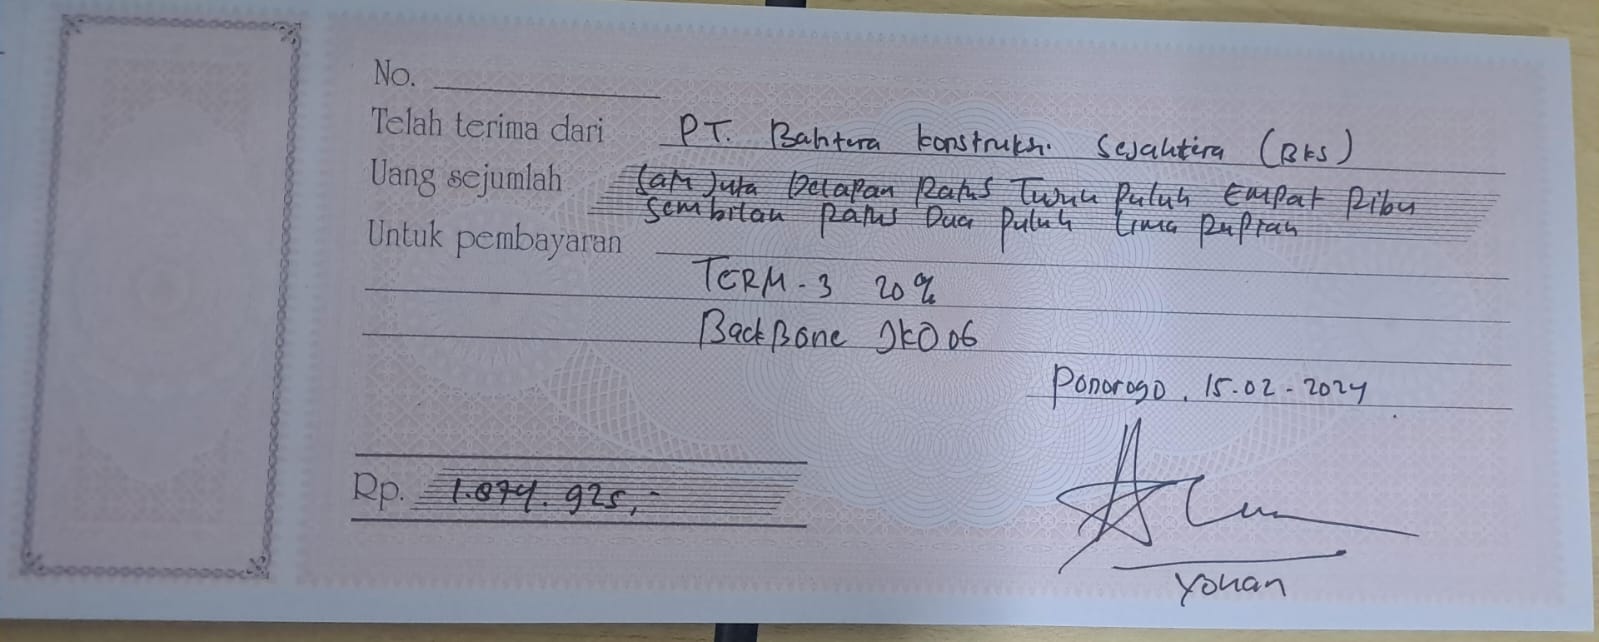 No.
Telah terima dari PT. Bahtera konstruksi Sejahtera (BKS)
Uang sejumlah Satu Juta Delapan Ratus Tujuh Puluh Empat Ribu
Sembilan Ratus Dua Puluh Lima Rupiah
Untuk pembayaran
TERM - 3 20%
BackBone JKO 06
Ponorogo, 15-02-2024
Rp. 1.874.925,-
Yohan